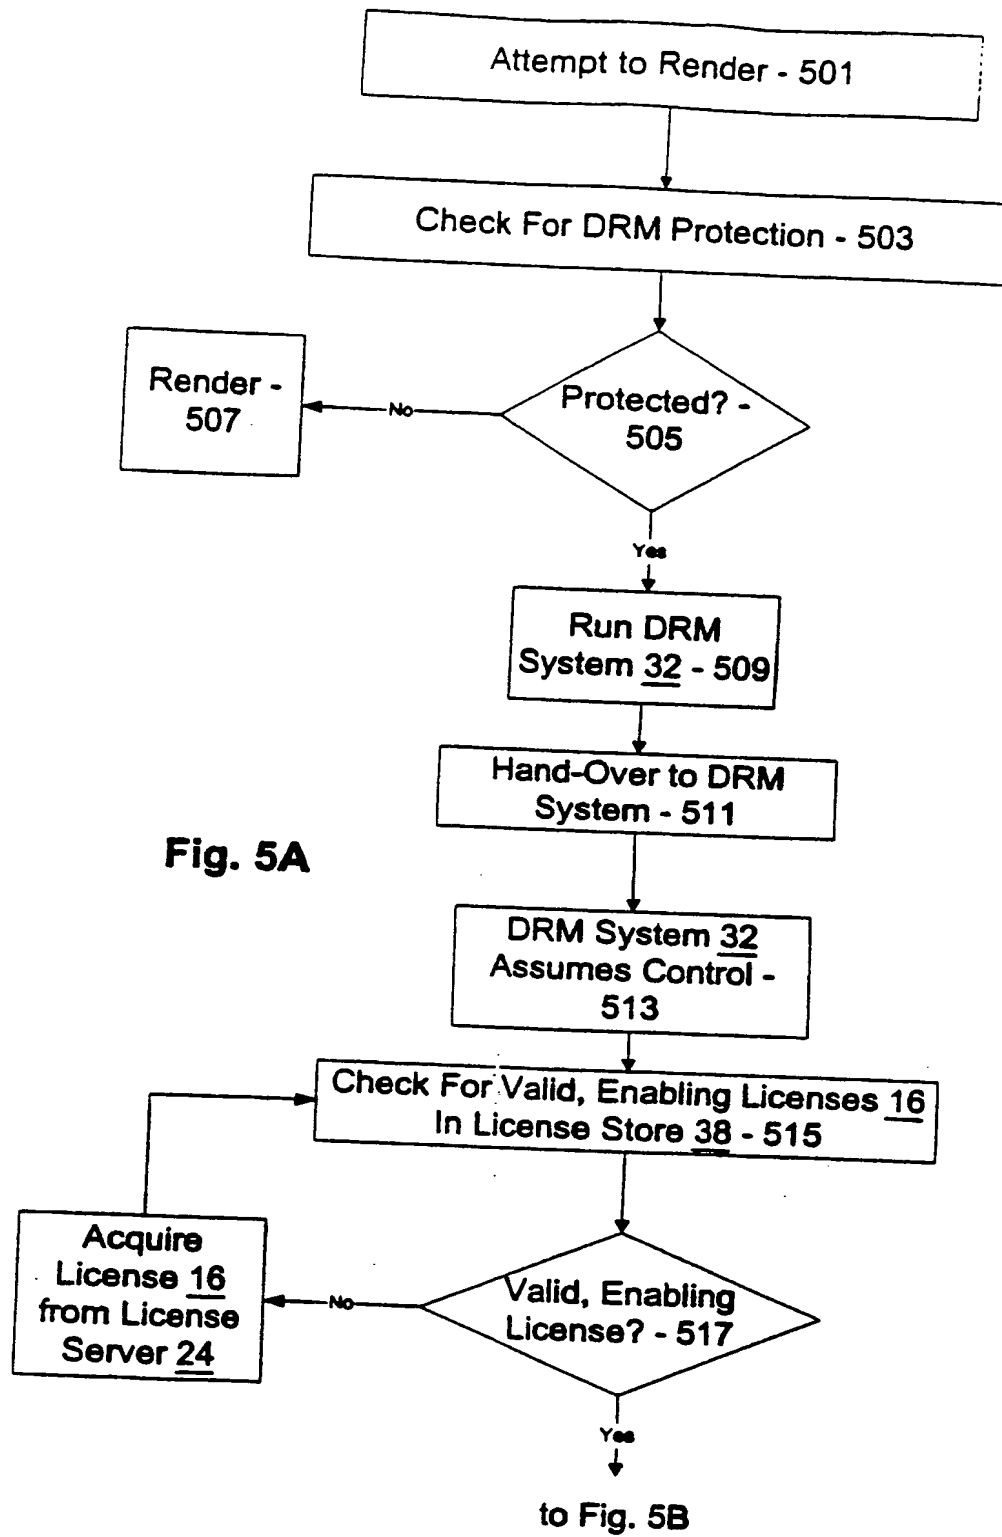 Attempt to Render - 501
Check For DRM Protection - 503
Render -
507
No
Protected? -
505
Yes
Run DRM
System 32 - 509
Hand-Over to DRM
System - 511
Fig. 5A
DRM System 32
Assumes Control -
513
Check For Valid, Enabling Licenses 16
In License Store 38 - 515
Acquire
License 16
from License
Server 24
No
Valid, Enabling
License? - 517
Yes
to Fig. 5B